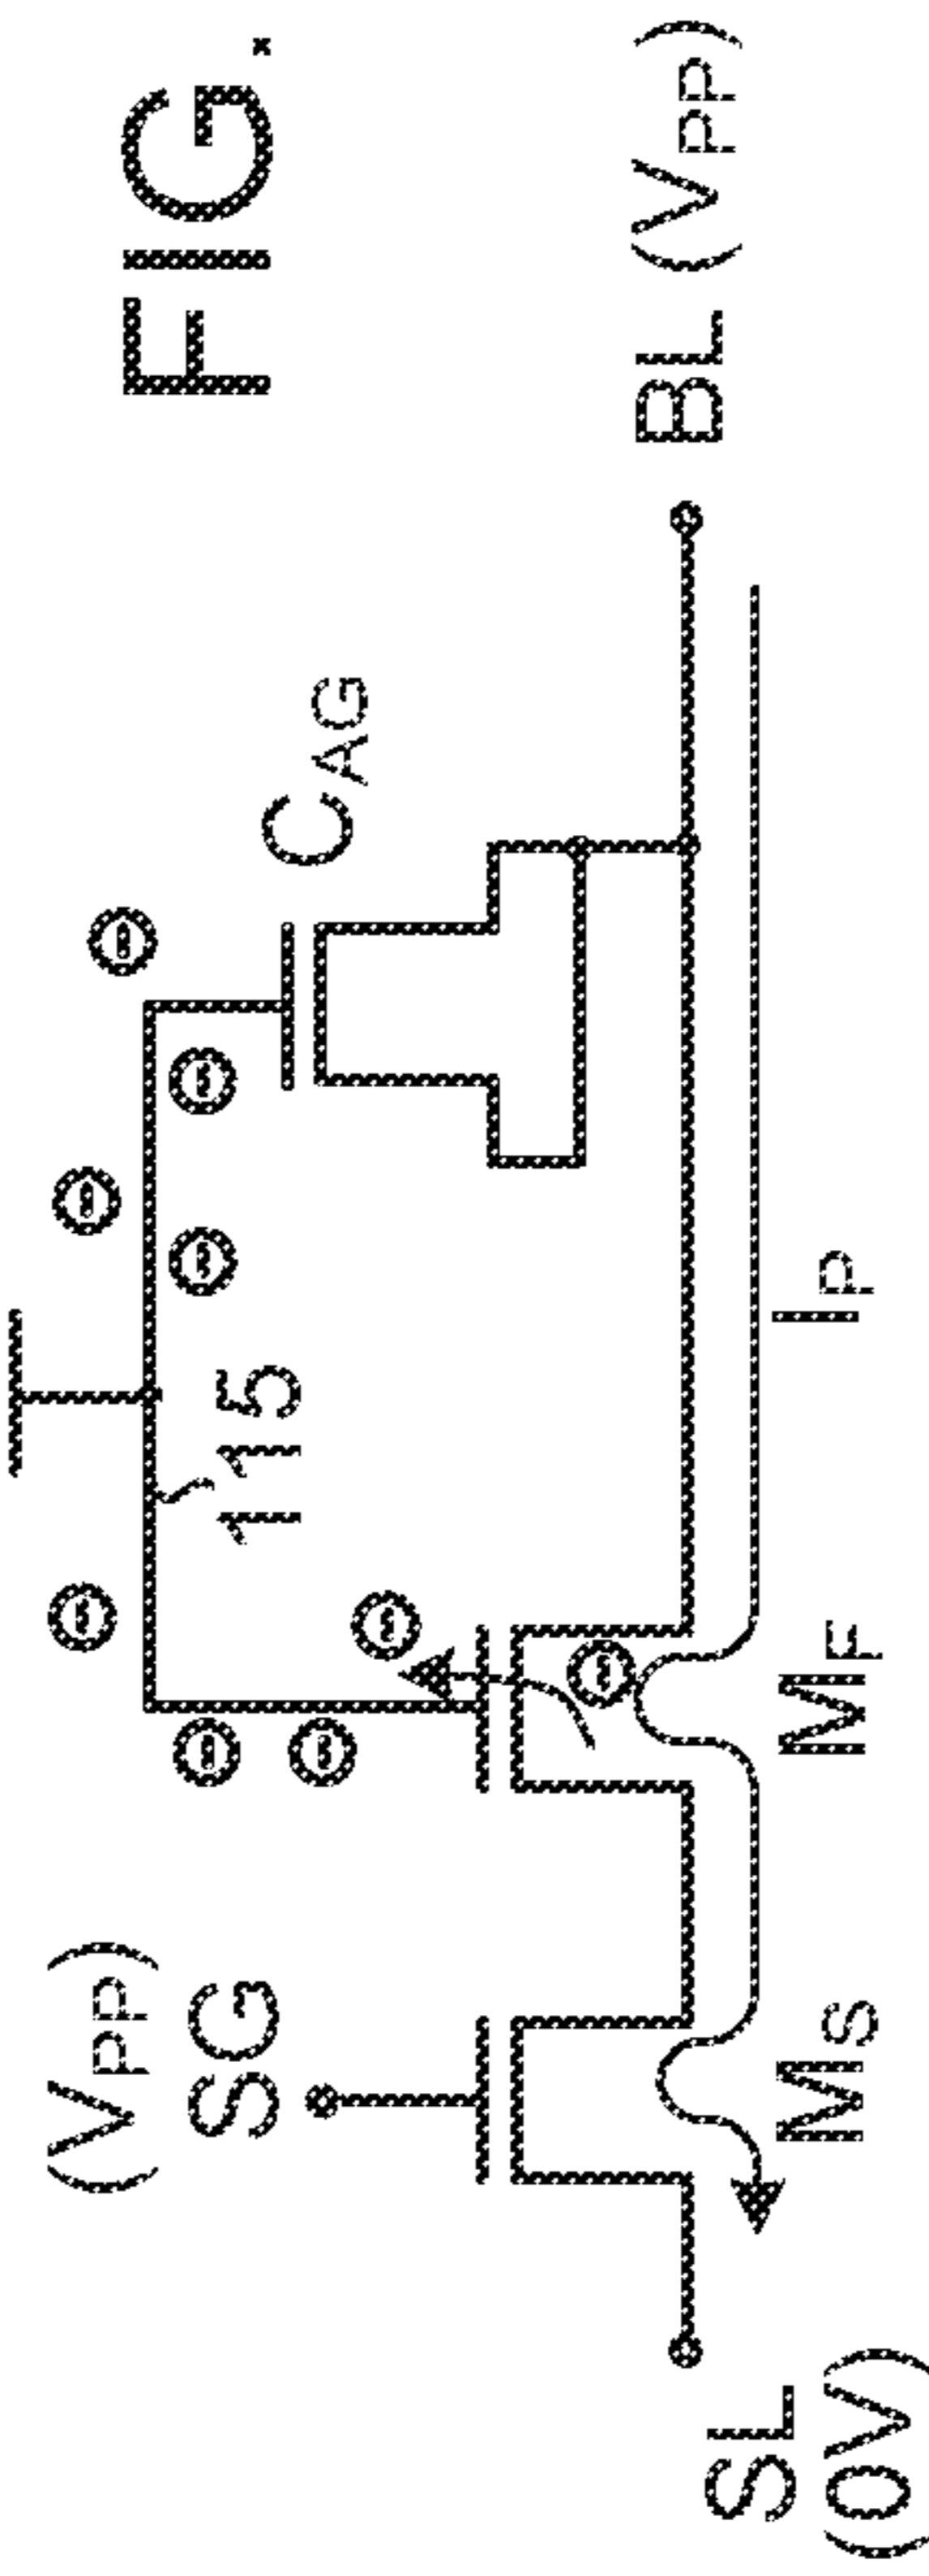 FIG.
(VPP)
SG
115
CAG
BL (VPP)
IP
MF
MS
SL
(0V)